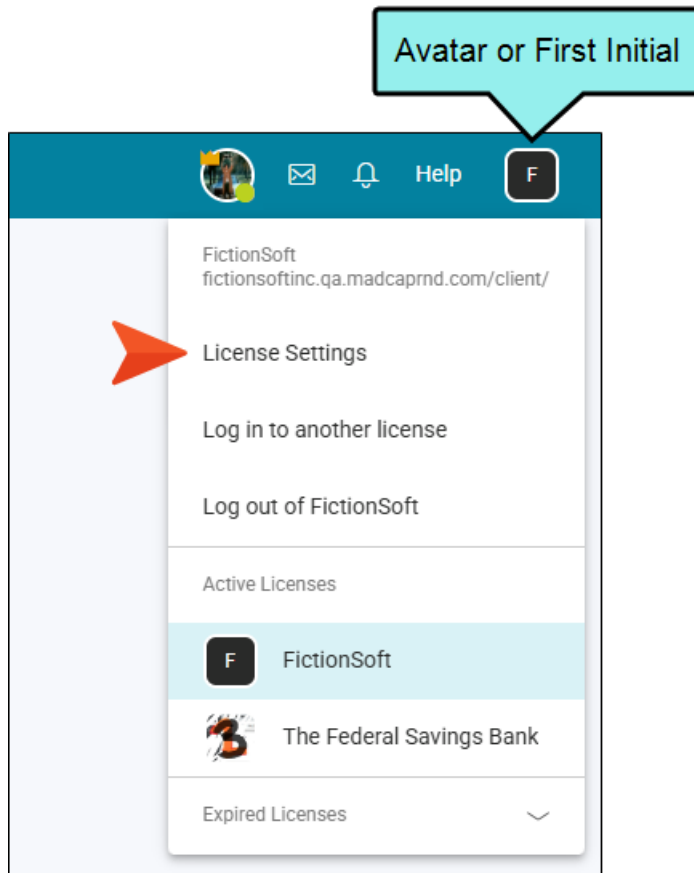 Avatar or First Initial
Help
F
FictionSoft
fictionsoftinc.qa.madcaprnd.com/client/
License Settings
Log in to another license
Log out of FictionSoft
Active Licenses
F FictionSoft
The Federal Savings Bank
Expired Licenses